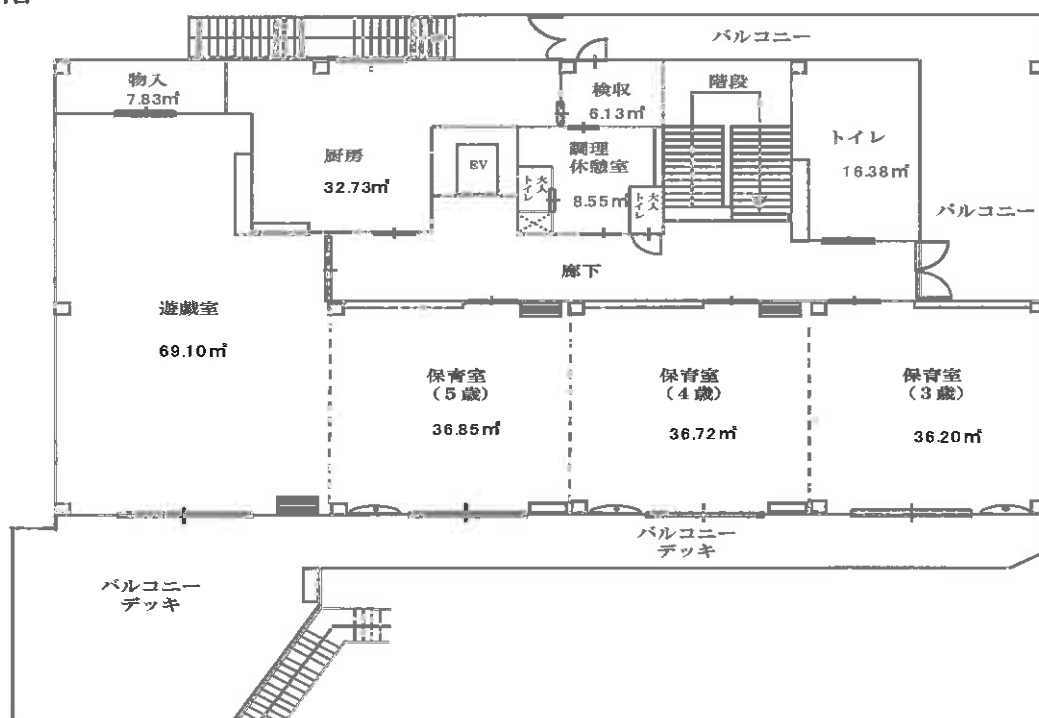 バルコニー
物入
7.83㎡
検収
6.13㎡
階段
トイレ
16.38㎡
厨房
32.73㎡
EV
調理
休憩室
8.55㎡
大人
トイレ
大人
トイレ
バルコニー
廊下
遊戯室
69.10㎡
保育室
(5歳)
36.85㎡
保育室
(4歳)
36.72㎡
保育室
(3歳)
36.20㎡
バルコニー
デッキ
バルコニー
デッキ